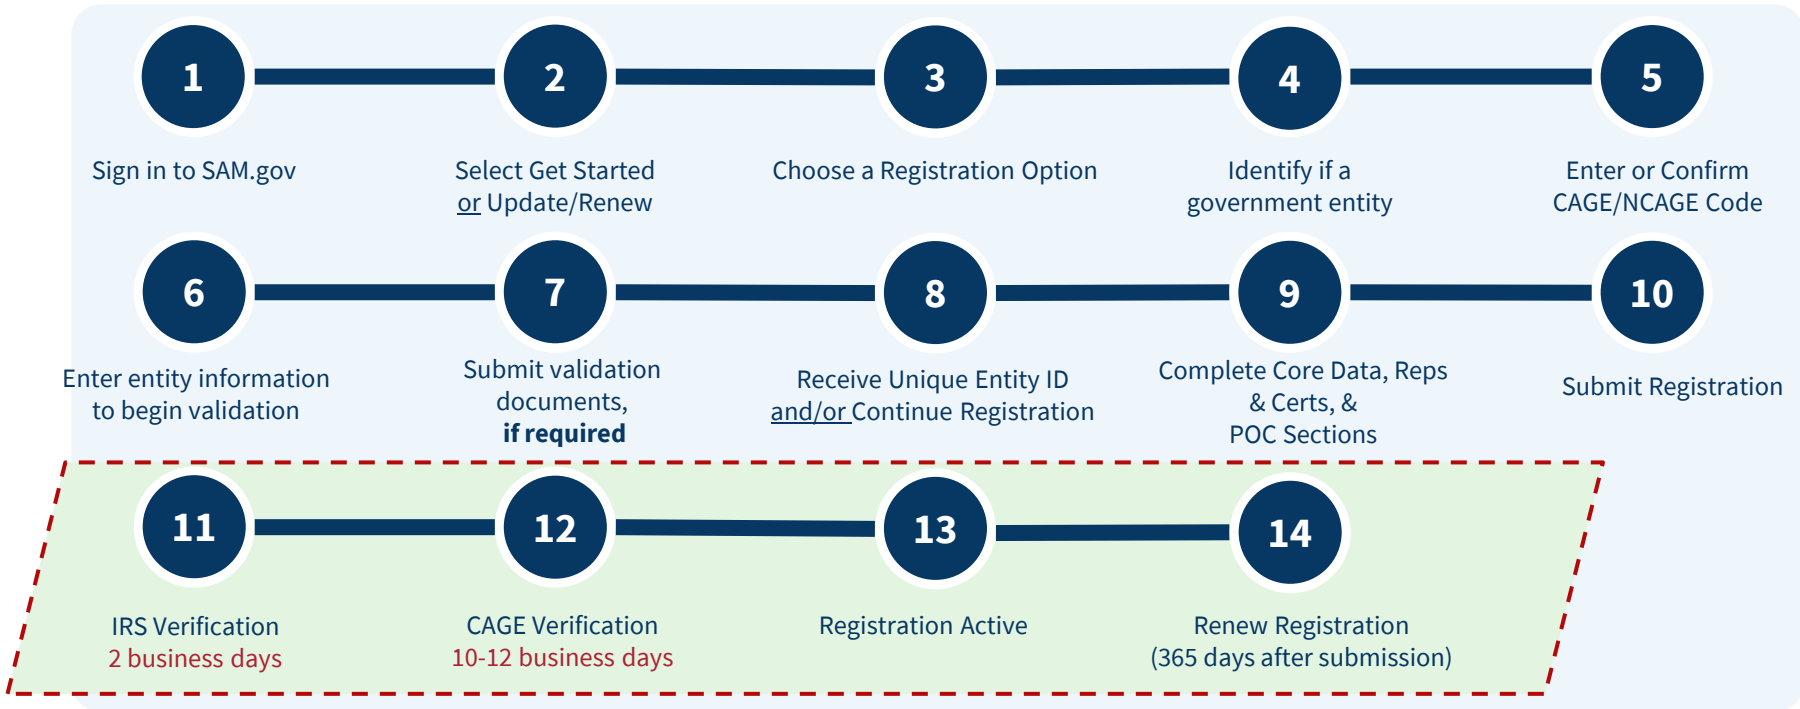 1
2
3
4
5
Sign in to SAM.gov
Select Get Started
or Update/Renew
Choose a Registration Option
Identify if a
government entity
Enter or Confirm
CAGE/NCAGE Code
6
7
8
9
10
Enter entity information
to begin validation
Submit validation
documents,
if required
Receive Unique Entity ID
and/or Continue Registration
Complete Core Data, Reps
& Certs, &
POC Sections
Submit Registration
11
12
13
14
IRS Verification
2 business days
CAGE Verification
10-12 business days
Registration Active
Renew Registration
(365 days after submission)